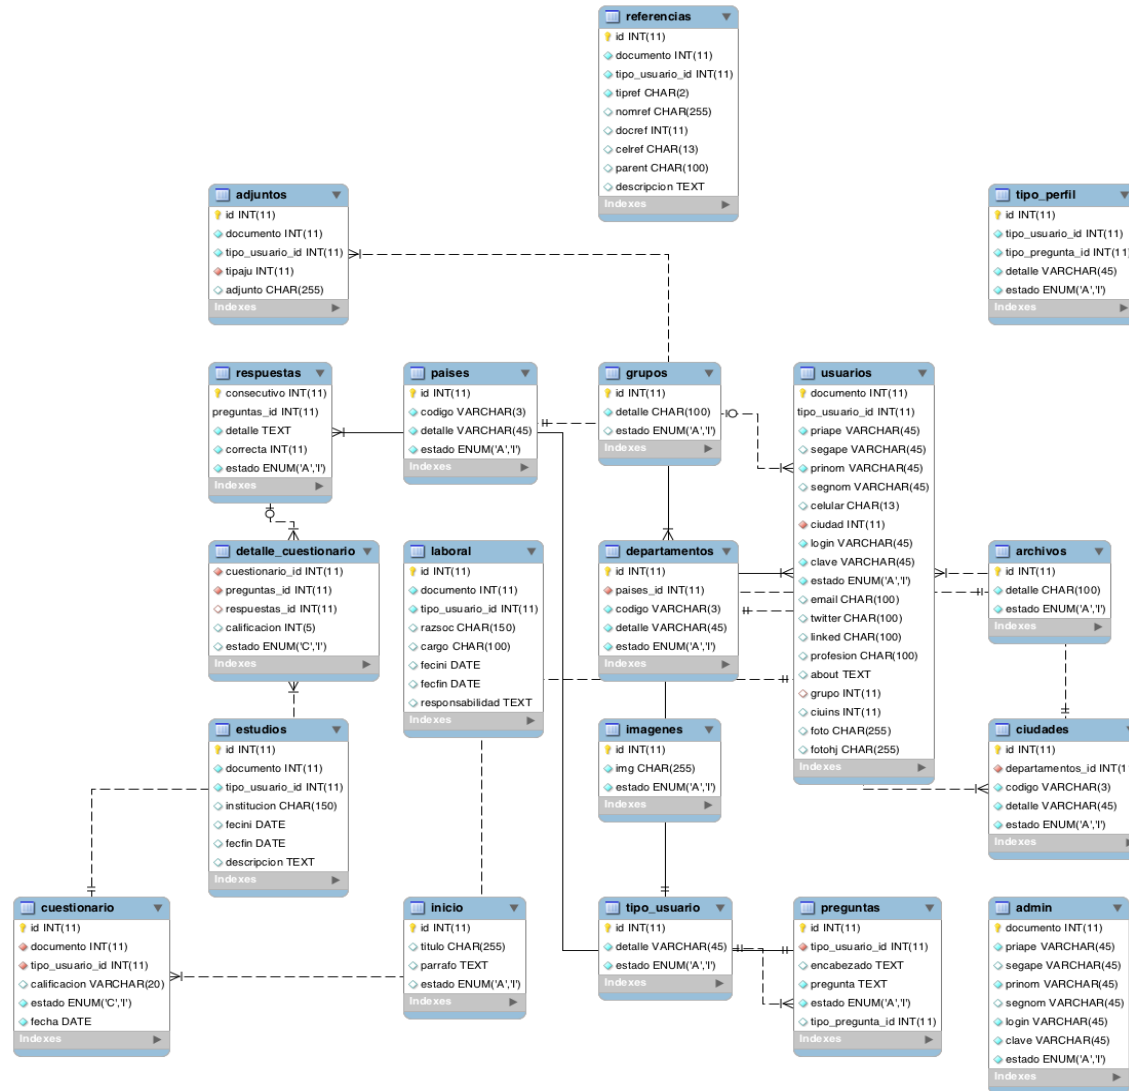 referencias
id INT(11)
documento INT(11)
tipo_usuario_id INT(11)
tipref CHAR(2)
nomref CHAR(255)
docref INT(11)
celref CHAR(13)
parent CHAR(100)
descripcion TEXT
Indexes
adjuntos
id INT(11)
documento INT(11)
tipo_usuario_id INT(11)
tipaju INT(11)
adjunto CHAR(255)
Indexes
tipo_perfil
id INT(11)
tipo_usuario_id INT(11)
tipo_pregunta_id INT(11)
detalle VARCHAR(45)
estado ENUM('A','I')
Indexes
respuestas
consecutivo INT(11)
preguntas_id INT(11)
detalle TEXT
correcta INT(11)
estado ENUM('A','I')
Indexes
paises
id INT(11)
codigo VARCHAR(3)
detalle VARCHAR(45)
estado ENUM('A','I')
Indexes
grupos
id INT(11)
detalle CHAR(100)
estado ENUM('A','I')
Indexes
usuarios
documento INT(11)
tipo_usuario_id INT(11)
priape VARCHAR(45)
segape VARCHAR(45)
prinom VARCHAR(45)
segnom VARCHAR(45)
celular CHAR(13)
ciudad INT(11)
login VARCHAR(45)
clave VARCHAR(45)
estado ENUM('A','I')
email CHAR(100)
twitter CHAR(100)
linked CHAR(100)
profesion CHAR(100)
about TEXT
grupo INT(11)
ciuins INT(11)
foto CHAR(255)
fotohj CHAR(255)
Indexes
detalle_cuestionario
cuestionario_id INT(11)
preguntas_id INT(11)
respuestas_id INT(11)
calificacion INT(5)
estado ENUM('C','I')
Indexes
laboral
id INT(11)
documento INT(11)
tipo_usuario_id INT(11)
razsoc CHAR(150)
cargo CHAR(100)
fecini DATE
fecfin DATE
responsabilidad TEXT
Indexes
departamentos
id INT(11)
paises_id INT(11)
codigo VARCHAR(3)
detalle VARCHAR(45)
estado ENUM('A','I')
Indexes
archivos
id INT(11)
detalle CHAR(100)
estado ENUM('A','I')
Indexes
estudios
id INT(11)
documento INT(11)
tipo_usuario_id INT(11)
institucion CHAR(150)
fecini DATE
fecfin DATE
descripcion TEXT
Indexes
imagenes
id INT(11)
img CHAR(255)
estado ENUM('A','I')
Indexes
ciudades
id INT(11)
departamentos_id INT(1
codigo VARCHAR(3)
detalle VARCHAR(45)
estado ENUM('A','I')
Indexes
cuestionario
id INT(11)
documento INT(11)
tipo_usuario_id INT(11)
calificacion VARCHAR(20)
estado ENUM('C','I')
fecha DATE
Indexes
inicio
id INT(11)
titulo CHAR(255)
parrafo TEXT
estado ENUM('A','I')
Indexes
tipo_usuario
id INT(11)
detalle VARCHAR(45)
estado ENUM('A','I')
Indexes
preguntas
id INT(11)
tipo_usuario_id INT(11)
encabezado TEXT
pregunta TEXT
estado ENUM('A','I')
tipo_pregunta_id INT(11)
Indexes
admin
documento INT(11)
priape VARCHAR(45)
segape VARCHAR(45)
prinom VARCHAR(45)
segnom VARCHAR(45)
login VARCHAR(45)
clave VARCHAR(45)
estado ENUM('A','I')
Indexes